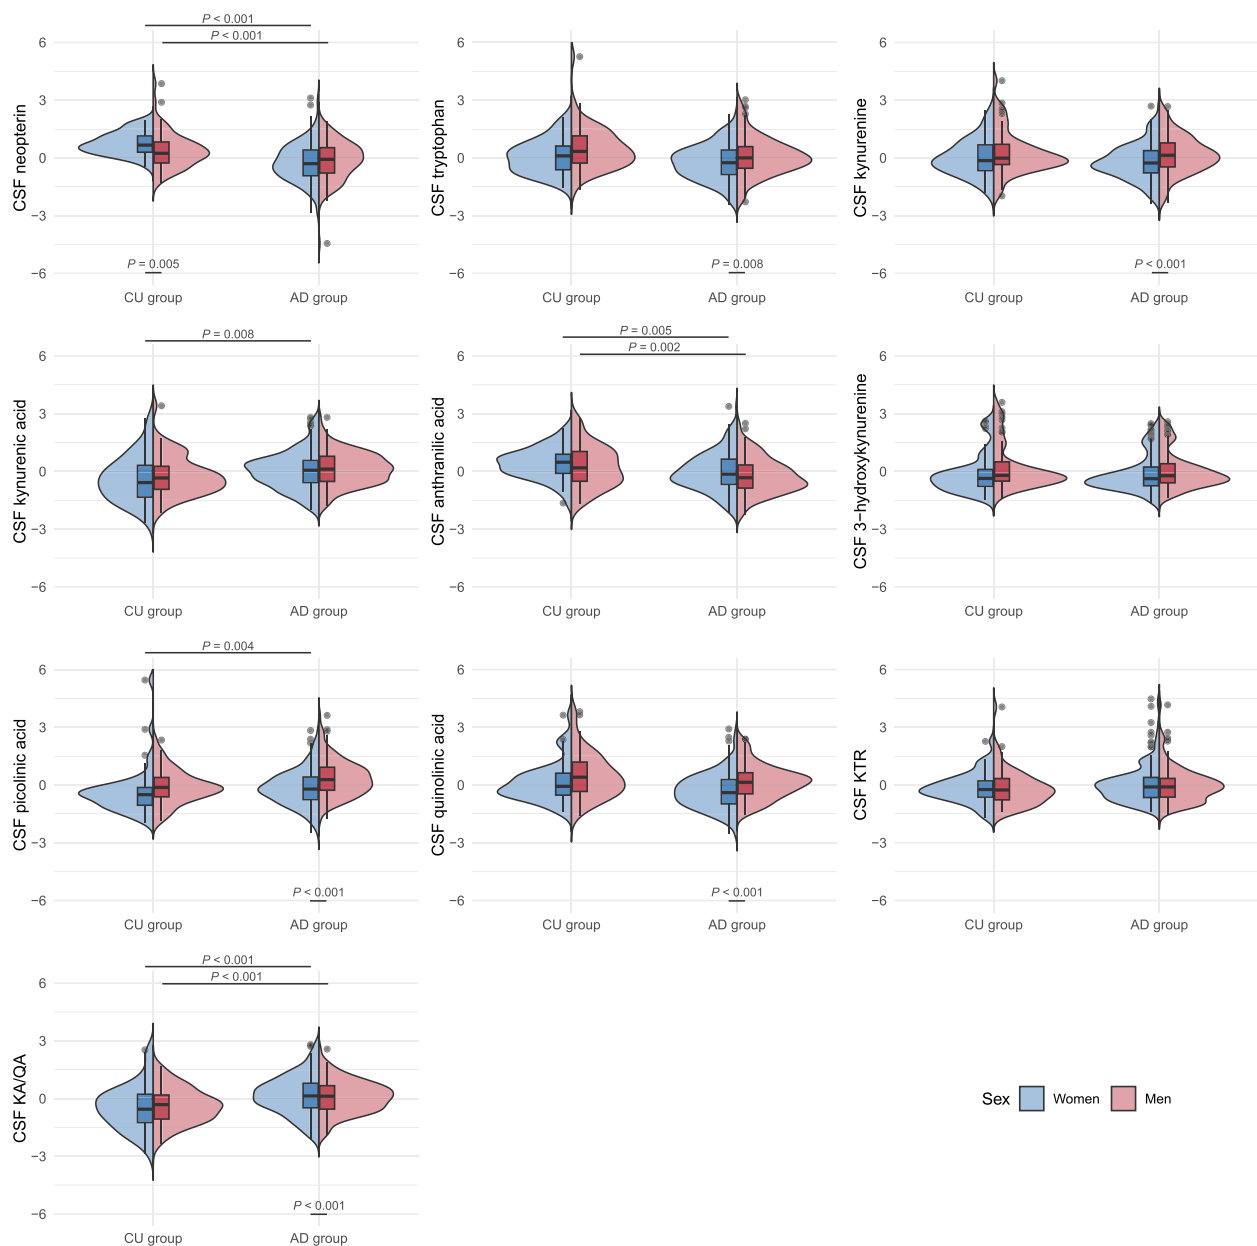 P < 0.001
P < 0.001
CSF neopterin
6
3
0
−3
−6
P = 0.005
CU group
AD group
CSF tryptophan
6
3
0
−3
−6
P = 0.008
CU group
AD group
CSF kynurenine
6
3
0
−3
−6
P < 0.001
CU group
AD group
P = 0.008
CSF kynurenic acid
6
3
0
−3
−6
CU group
AD group
P = 0.005
P = 0.002
CSF anthranilic acid
6
3
0
−3
−6
CU group
AD group
CSF 3−hydroxykynurenine
6
3
0
−3
−6
CU group
AD group
P = 0.004
CSF picolinic acid
6
3
0
−3
−6
P < 0.001
CU group
AD group
CSF quinolinic acid
6
3
0
−3
−6
P < 0.001
CU group
AD group
CSF KTR
6
3
0
−3
−6
CU group
AD group
P < 0.001
P < 0.001
CSF KA/QA
6
3
0
−3
−6
P < 0.001
CU group
AD group
Sex
Women
Men